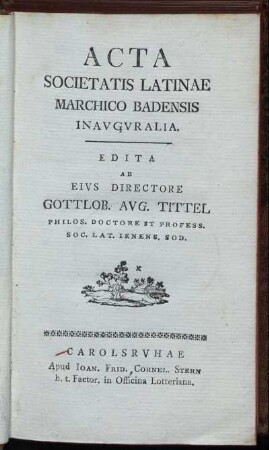 ACTA
SOCIETATIS LATINAE
MARCHICO BADENSIS
INAVGVRALIA.
EDITA
AB
EIVS DIRECTORE
GOTTLOB. AVG. TITTEL
PHILOS. DOCTORE ET PROFESS.
SOC. LAT. IENENS. SOD.
CAROLSRVHAE
Apud IOAN. FRID. CORNEL. STERN
h. t. Factor. in Officina Lotteriana.